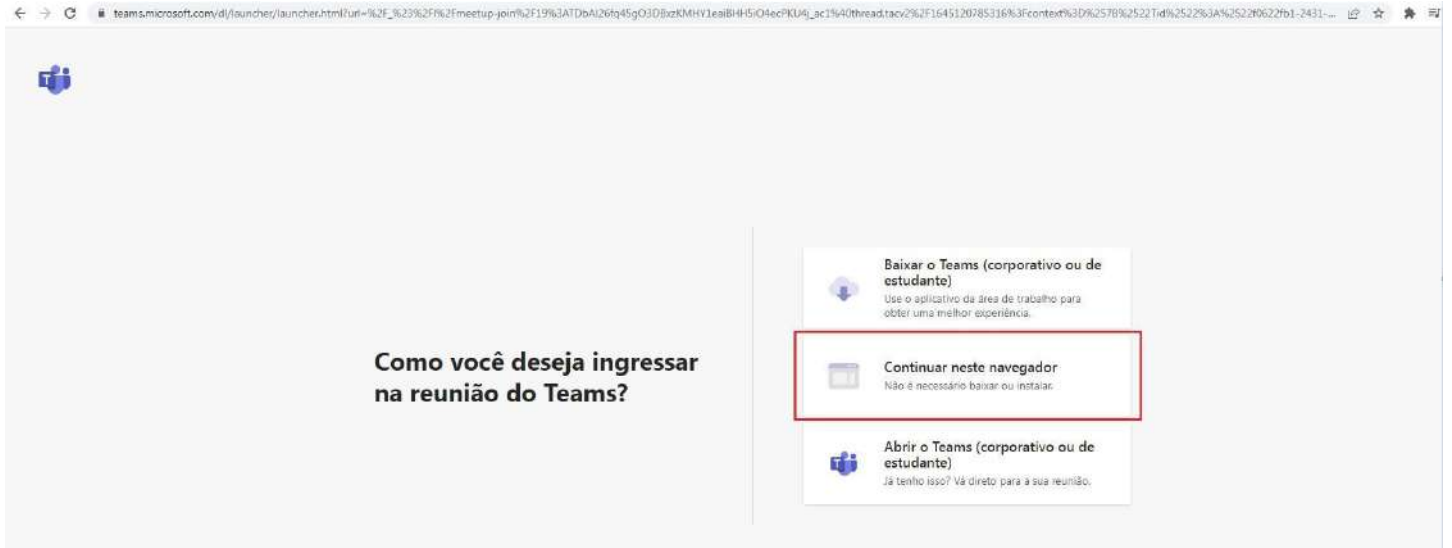 Como você deseja ingressar
na reunião do Teams?
Baixar o Teams (corporativo ou de
estudante)
Use o aplicativo da área de trabalho para
obter uma melhor experiência.
Continuar neste navegador
Não é necessário baixar ou instalar.
Abrir o Teams (corporativo ou de
estudante)
Já tenho isso? Vá direto para a sua reunião.